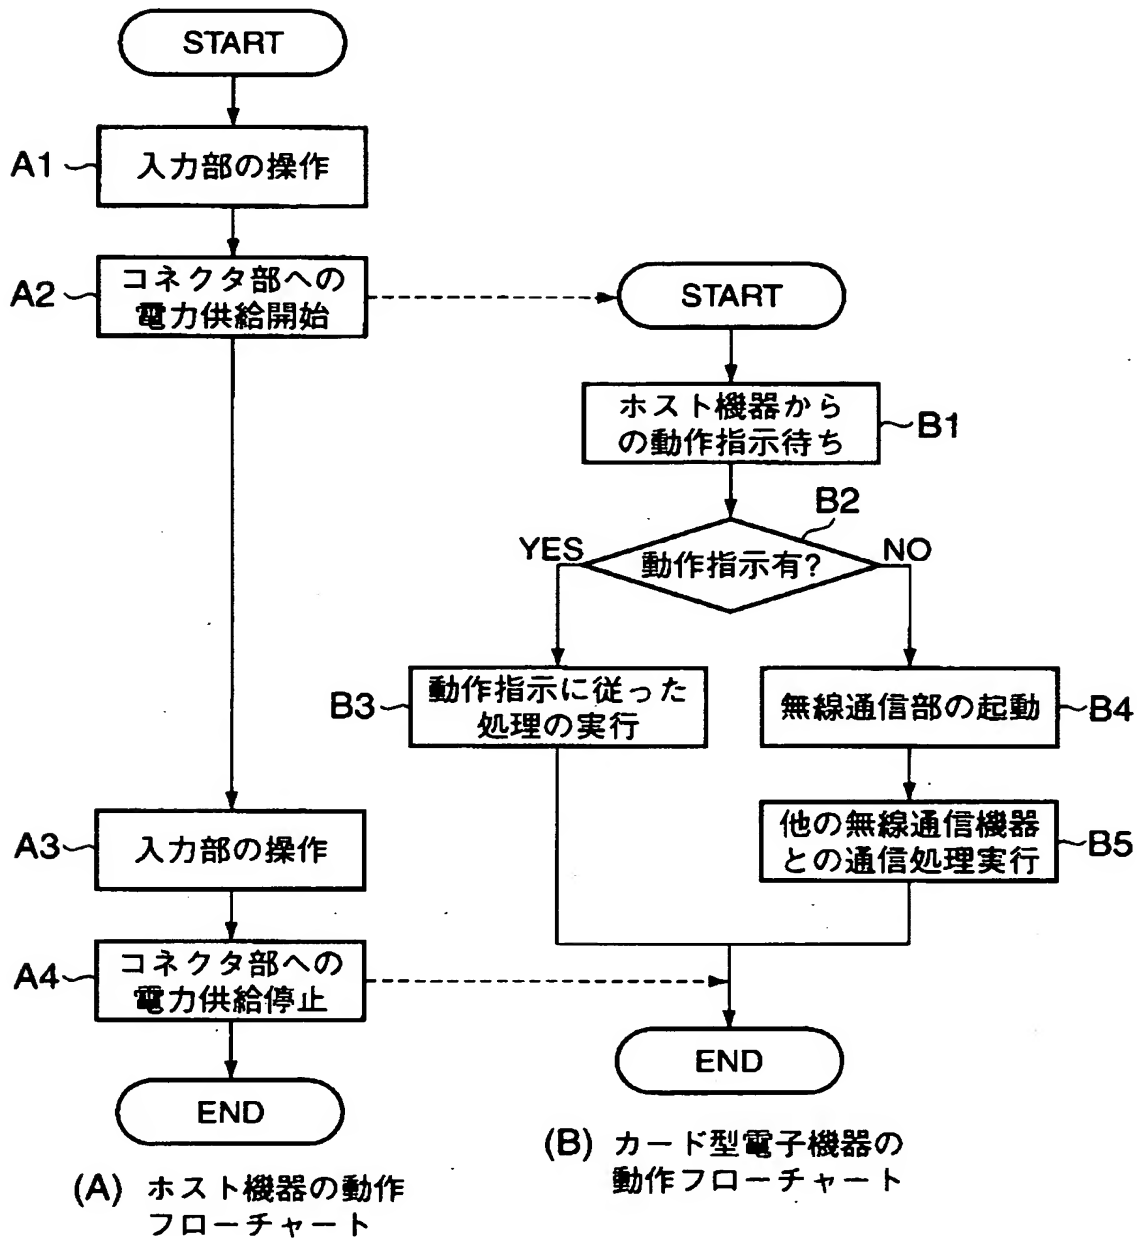 START
A1
入力部の操作
A2
コネクタ部への
電力供給開始
START
ホスト機器から
の動作指示待ち
B1
B2
YES
動作指示有?
NO
B3
動作指示に従った
処理の実行
無線通信部の起動
B4
他の無線通信機器
との通信処理実行
B5
A3
入力部の操作
A4
コネクタ部への
電力供給停止
END
END
(A) ホスト機器の動作
フローチャート
(B) カード型電子機器の
動作フローチャート